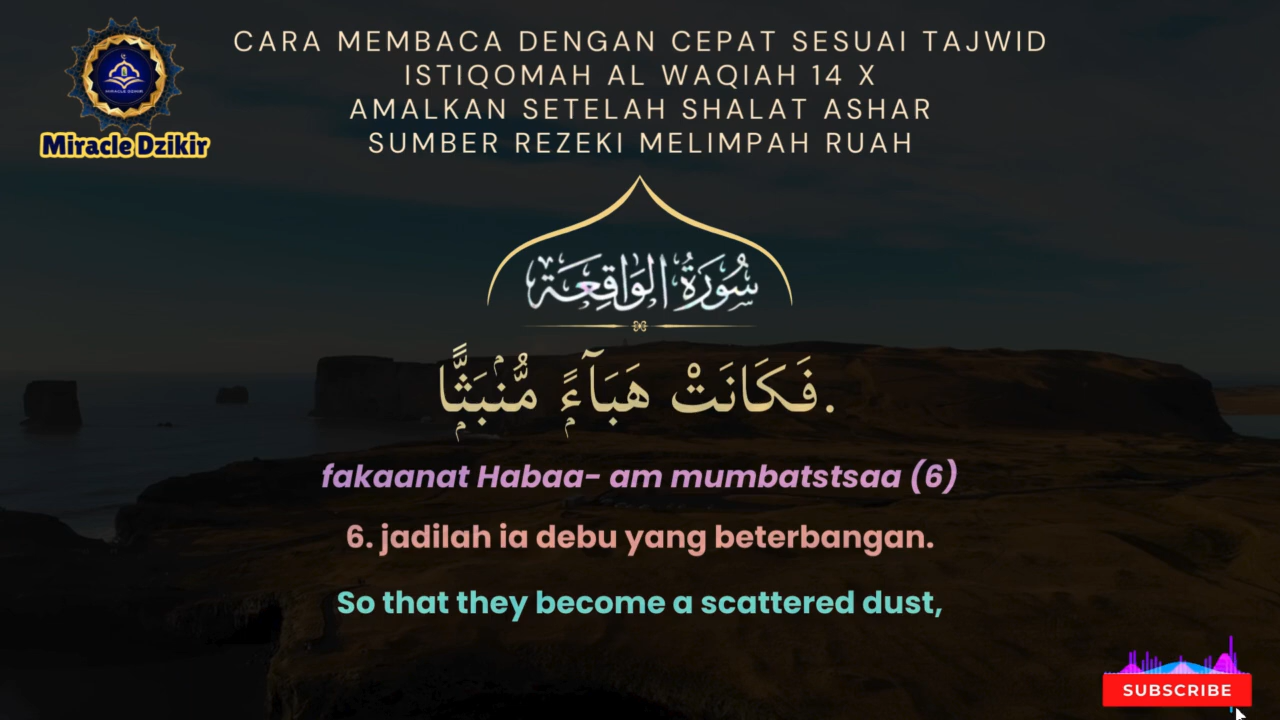 CARA MEMBACA DENGAN CEPAT SESUAI TAJWID
ISTIQOMAH AL WAQIAH 14 X
AMALKAN SETELAH SHALAT ASHAR
SUMBER REZEKI MELIMPAH RUAH
MIRACLE DZIKIR
Miracle Dzikir
سُوْرَةُ الوَاقِعَة
فَكَانَتْ هَبَآءًۭ مُّنۢبَثًّۭا.
fakaanat Habaa- am mumbatstsaa (6)
6. jadilah ia debu yang beterbangan.
So that they become a scattered dust,
SUBSCRIBE